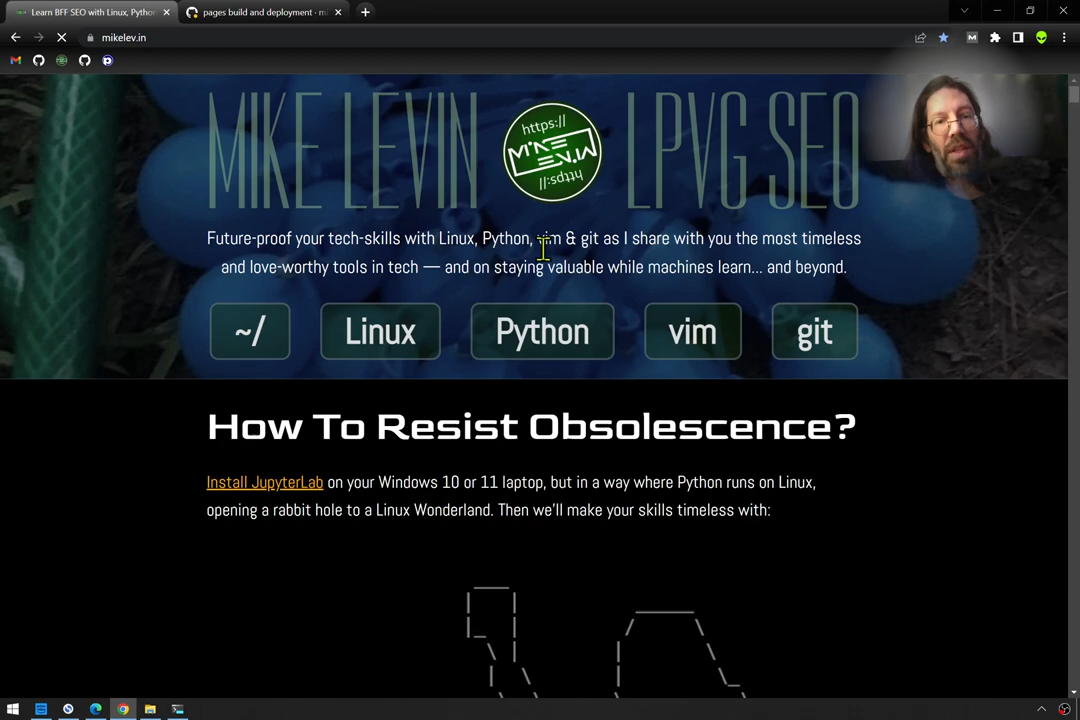 Learn BFF SEO with Linux, Python
pages build and deployment · mi
mikelev.in
MIKE LEVIN
https://
MIKE
LEV.IN
https://
LPVG SEO
Future-proof your tech-skills with Linux, Python, vim & git as I share with you the most timeless
and love-worthy tools in tech — and on staying valuable while machines learn... and beyond.
~/
Linux
Python
vim
git
How To Resist Obsolescence?
Install JupyterLab on your Windows 10 or 11 laptop, but in a way where Python runs on Linux,
opening a rabbit hole to a Linux Wonderland. Then we'll make your skills timeless with: